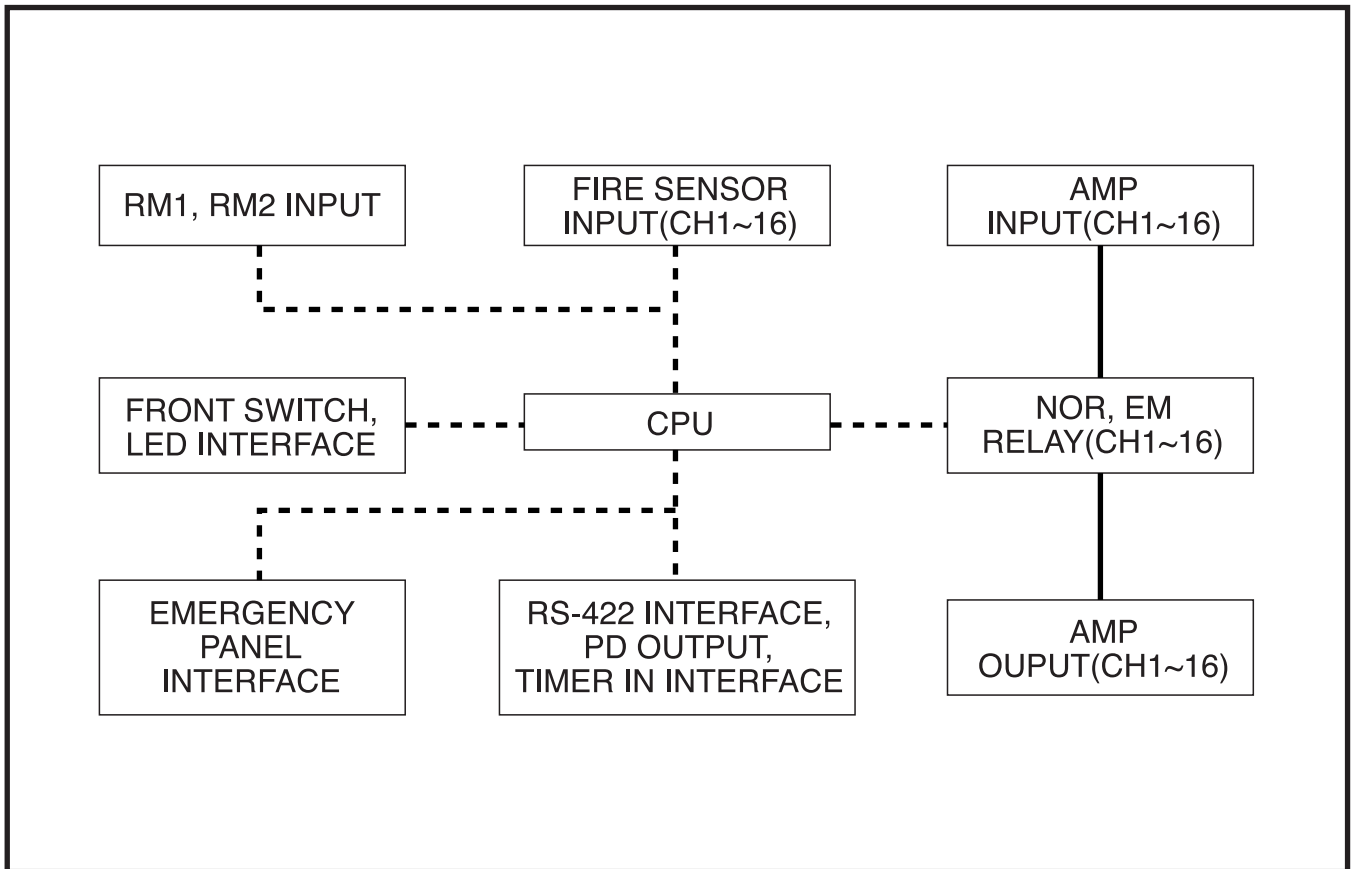 RM1, RM2 INPUT
FIRE SENSOR
INPUT(CH1~16)
AMP
INPUT(CH1~16)
FRONT SWITCH,
LED INTERFACE
CPU
NOR, EM
RELAY(CH1~16)
EMERGENCY
PANEL
INTERFACE
RS-422 INTERFACE,
PD OUTPUT,
TIMER IN INTERFACE
AMP
OUPUT(CH1~16)